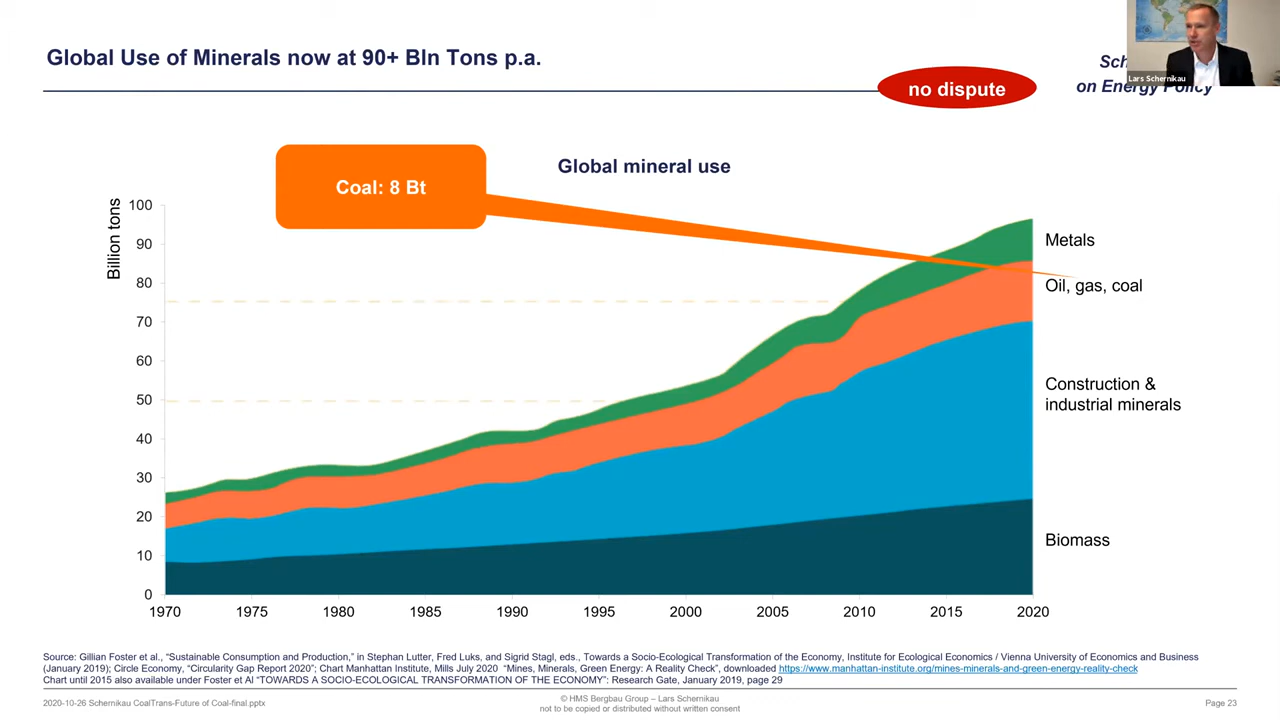 Global Use of Minerals now at 90+ Bln Tons p.a.
no dispute
on Energy Policy
Lars Schernikau
Coal: 8 Bt
Global mineral use
Billion tons
100
90
80
70
60
50
40
30
20
10
0
1970 1975 1980 1985 1990 1995 2000 2005 2010 2015 2020
Metals
Oil, gas, coal
Construction &
industrial minerals
Biomass
Source: Gillian Foster et al., “Sustainable Consumption and Production,” in Stephan Lutter, Fred Luks, and Sigrid Stagl, eds., Towards a Socio-Ecological Transformation of the Economy, Institute for Ecological Economics / Vienna University of Economics and Business
(January 2019); Circle Economy, “Circularity Gap Report 2020”; Chart Manhattan Institute, Mills July 2020 “Mines, Minerals, Green Energy: A Reality Check”, downloaded https://www.manhattan-institute.org/mines-minerals-and-green-energy-reality-check
Chart until 2015 also available under Foster et Al “TOWARDS A SOCIO-ECOLOGICAL TRANSFORMATION OF THE ECONOMY”: Research Gate, January 2019, page 29
2020-10-26 Schernikau CoalTrans-Future of Coal-final.pptx
© HMS Bergbau Group – Lars Schernikau
not to be copied or distributed without written consent
Page 23